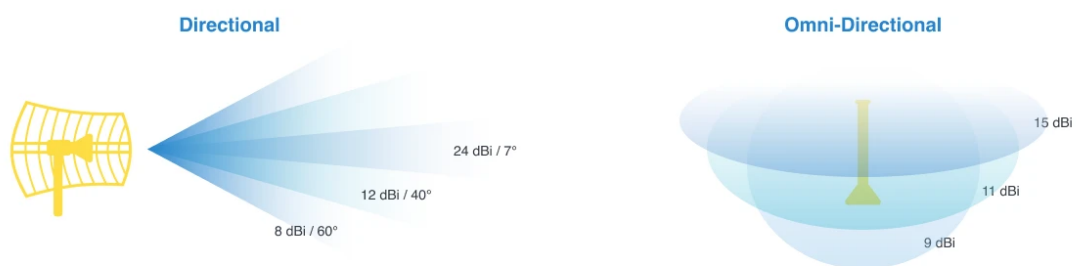 Directional
24 dBi / 7°
12 dBi / 40°
8 dBi / 60°
Omni-Directional
15 dBi
11 dBi
9 dBi